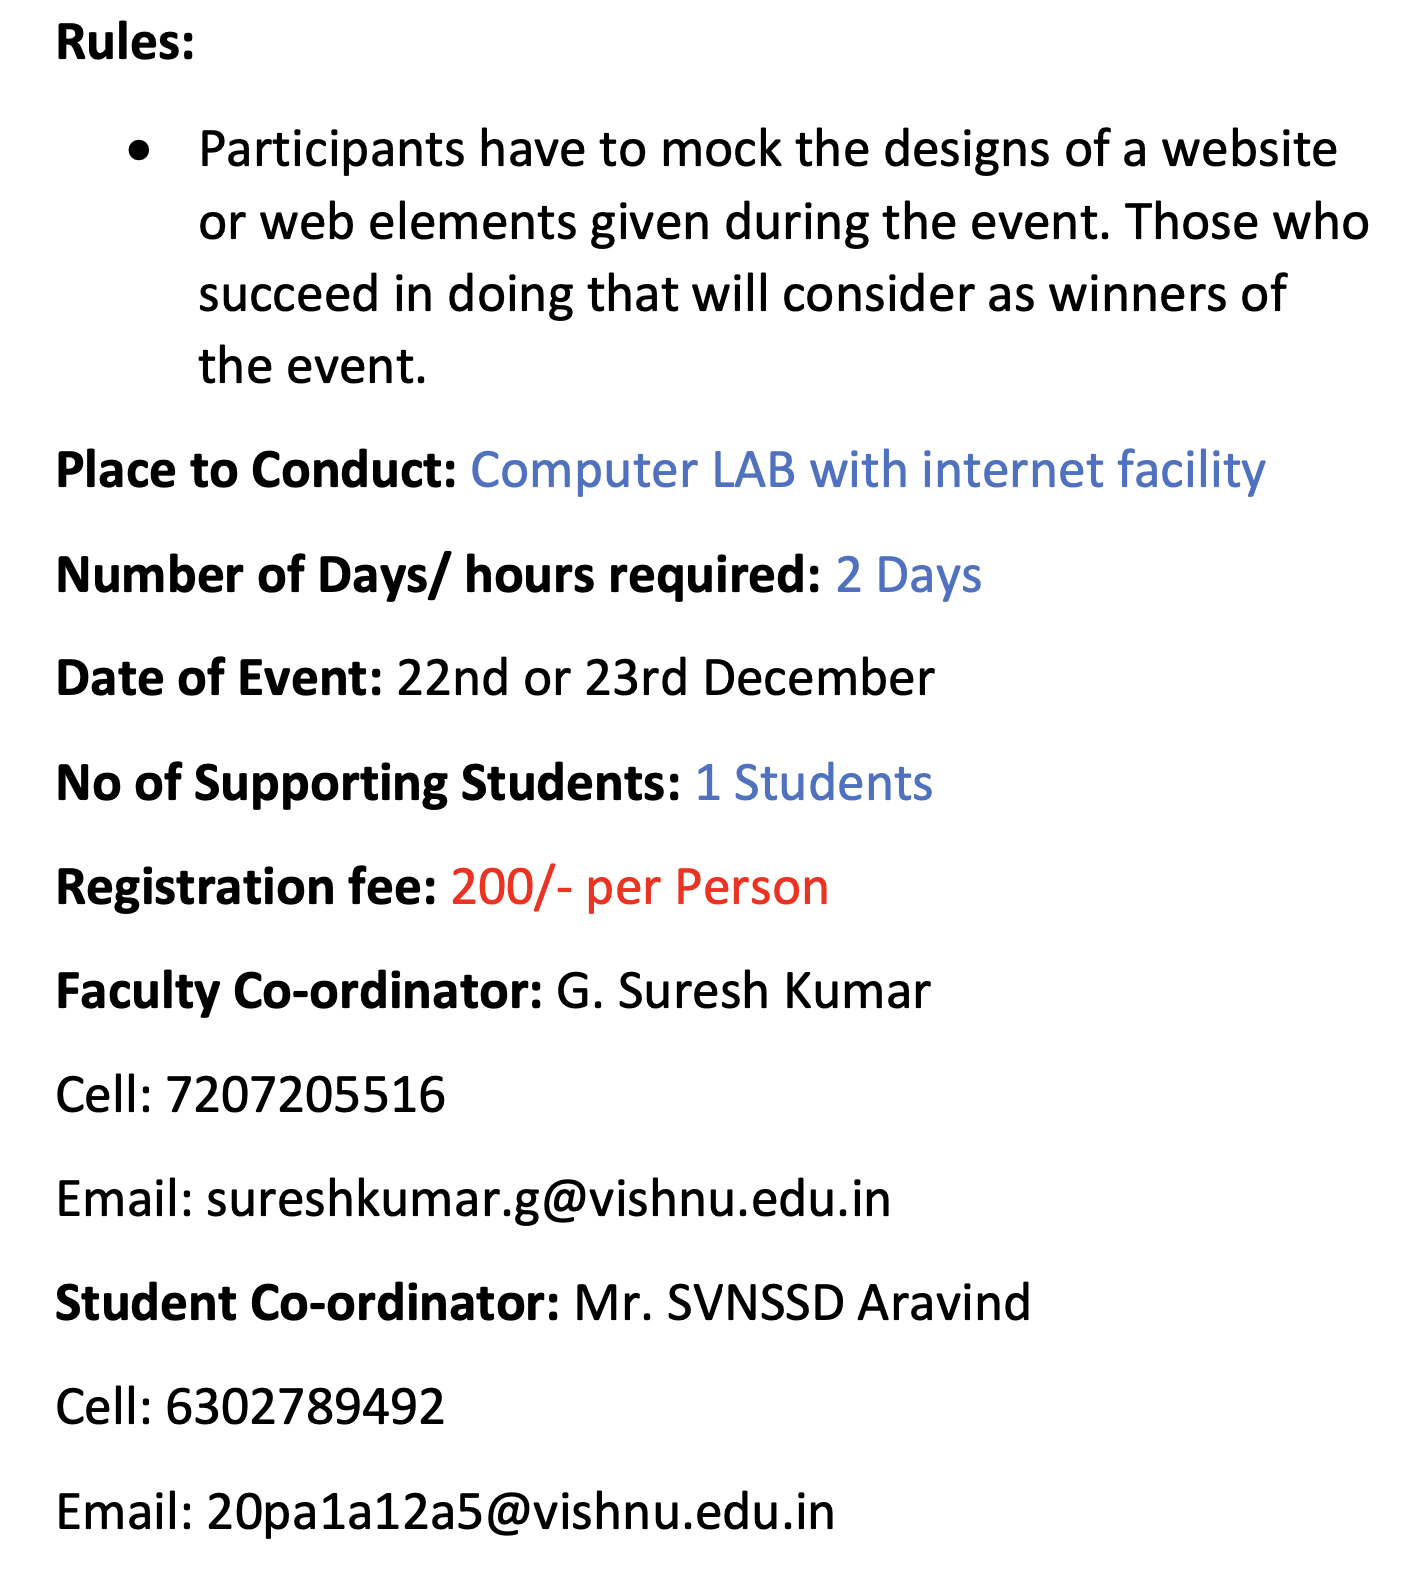 Rules:
• Participants have to mock the designs of a website
or web elements given during the event. Those who
succeed in doing that will consider as winners of
the event.
Place to Conduct: Computer LAB with internet facility
Number of Days/ hours required: 2 Days
Date of Event: 22nd or 23rd December
No of Supporting Students: 1 Students
Registration fee: 200/- per Person
Faculty Co-ordinator: G. Suresh Kumar
Cell: 7207205516
Email: sureshkumar.g@vishnu.edu.in
Student Co-ordinator: Mr. SVNSSD Aravind
Cell: 6302789492
Email: 20pa1a12a5@vishnu.edu.in